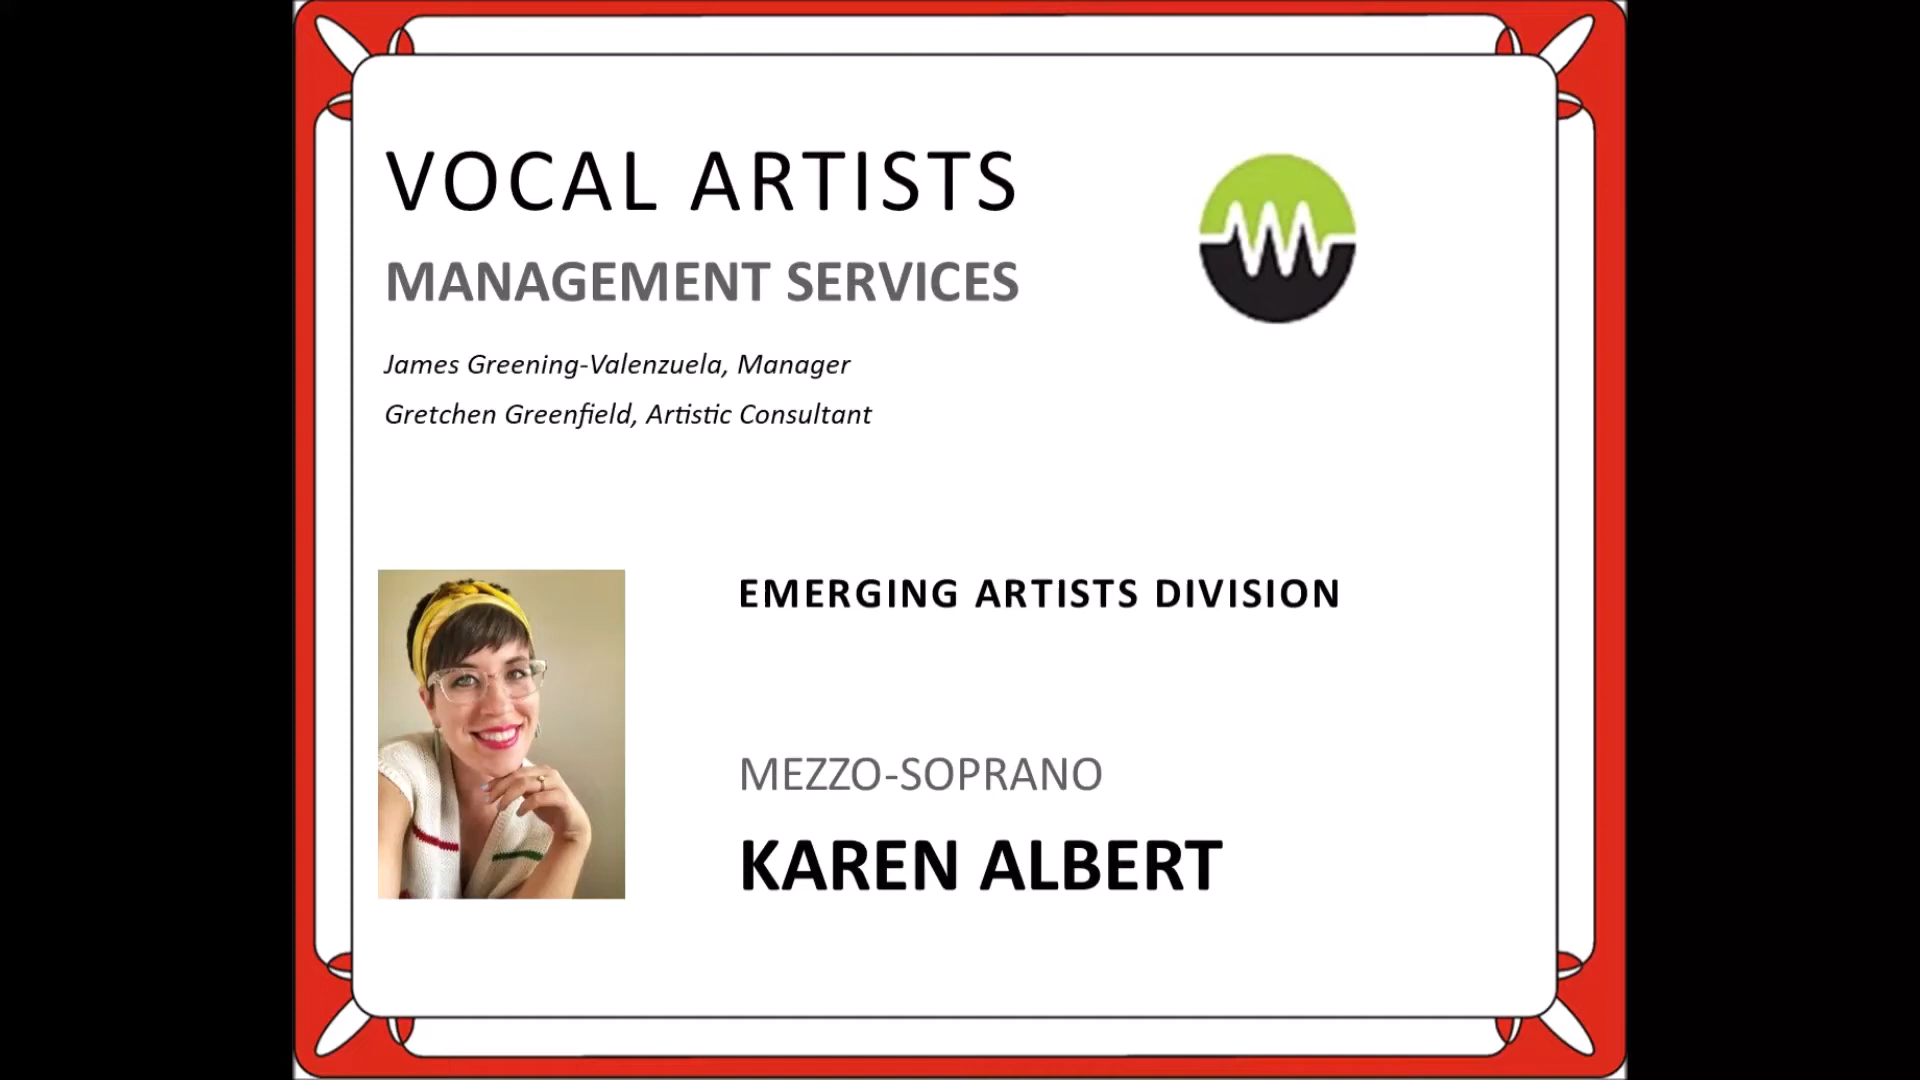 VOCAL ARTISTS
MANAGEMENT SERVICES
James Greening-Valenzuela, Manager
Gretchen Greenfield, Artistic Consultant
EMERGING ARTISTS DIVISION
MEZZO-SOPRANO
KAREN ALBERT